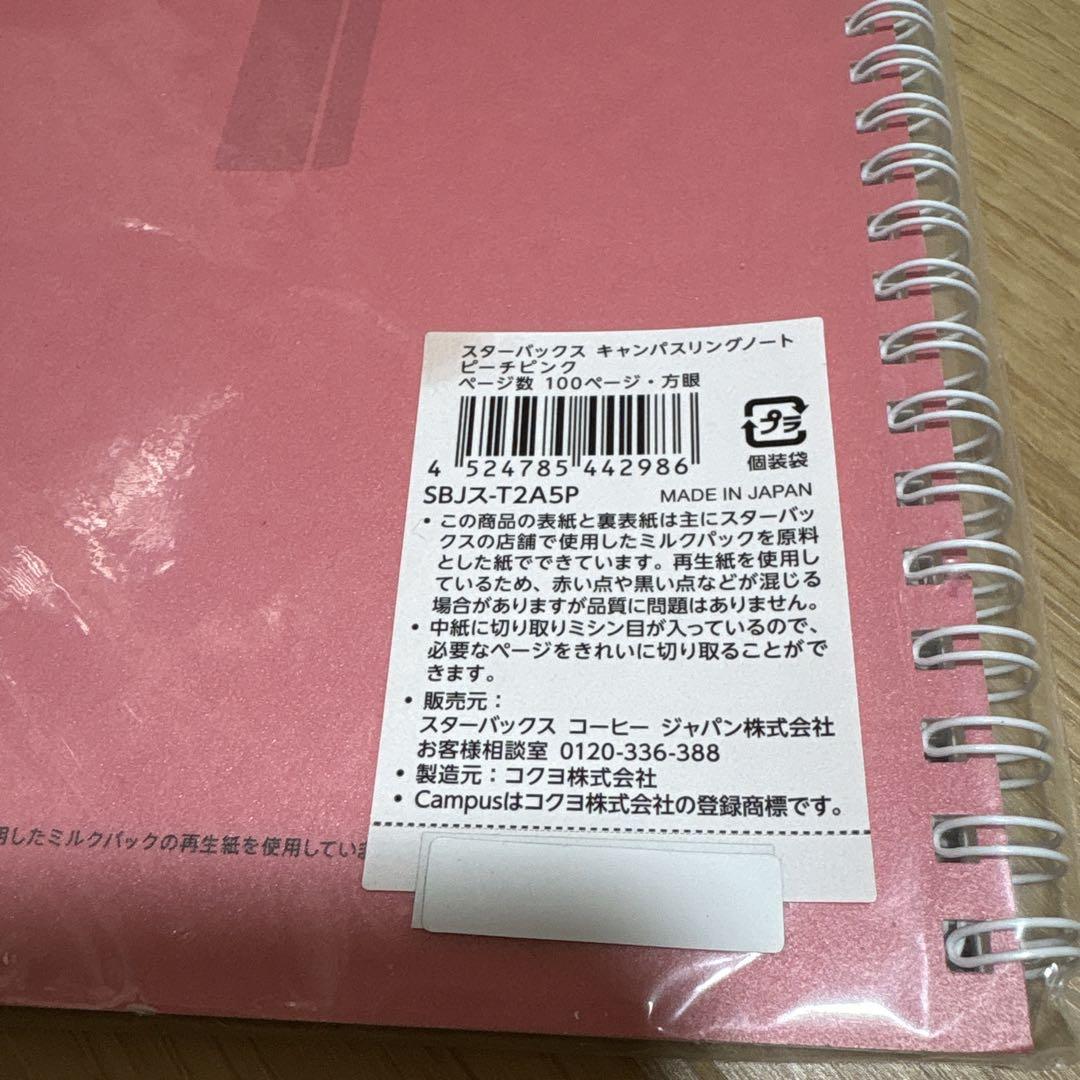 スターバックス キャンパスリングノート
ピーチピンク
ページ数 100ページ・方眼
4 524785 442986
プラ
個装袋
SBJス-T2A5P MADE IN JAPAN
• この商品の表紙と裏表紙は主にスターバッ
クスの店舗で使用したミルクパックを原料
とした紙でできています。再生紙を使用し
ているため、赤い点や黒い点などが混じる
場合がありますが品質に問題はありません。
• 中紙に切り取りミシン目が入っているので、
必要なページをきれいに切り取ることがで
きます。
• 販売元：
スターバックス コーヒー ジャパン株式会社
お客様相談室 0120-336-388
• 製造元：コクヨ株式会社
• Campusはコクヨ株式会社の登録商標です。
用したミルクパックの再生紙を使用していま